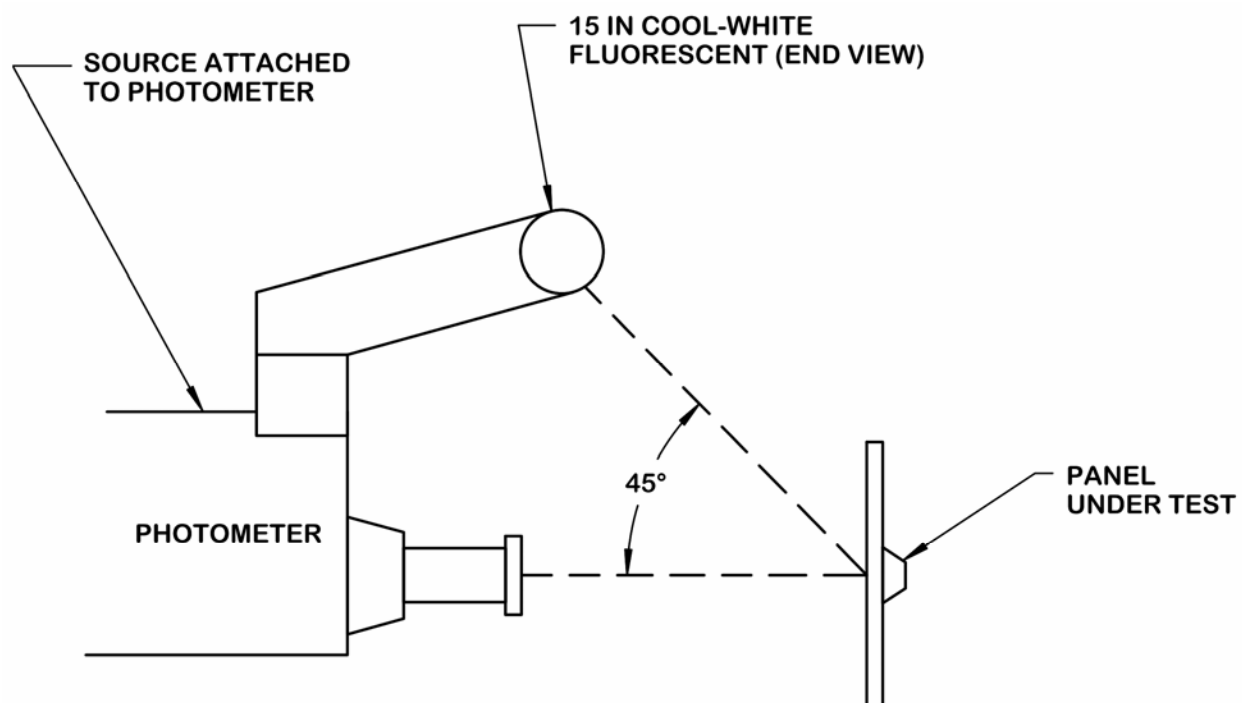 15 IN COOL-WHITE
FLUORESCENT (END VIEW)
SOURCE ATTACHED
TO PHOTOMETER
45°
PANEL
UNDER TEST
PHOTOMETER